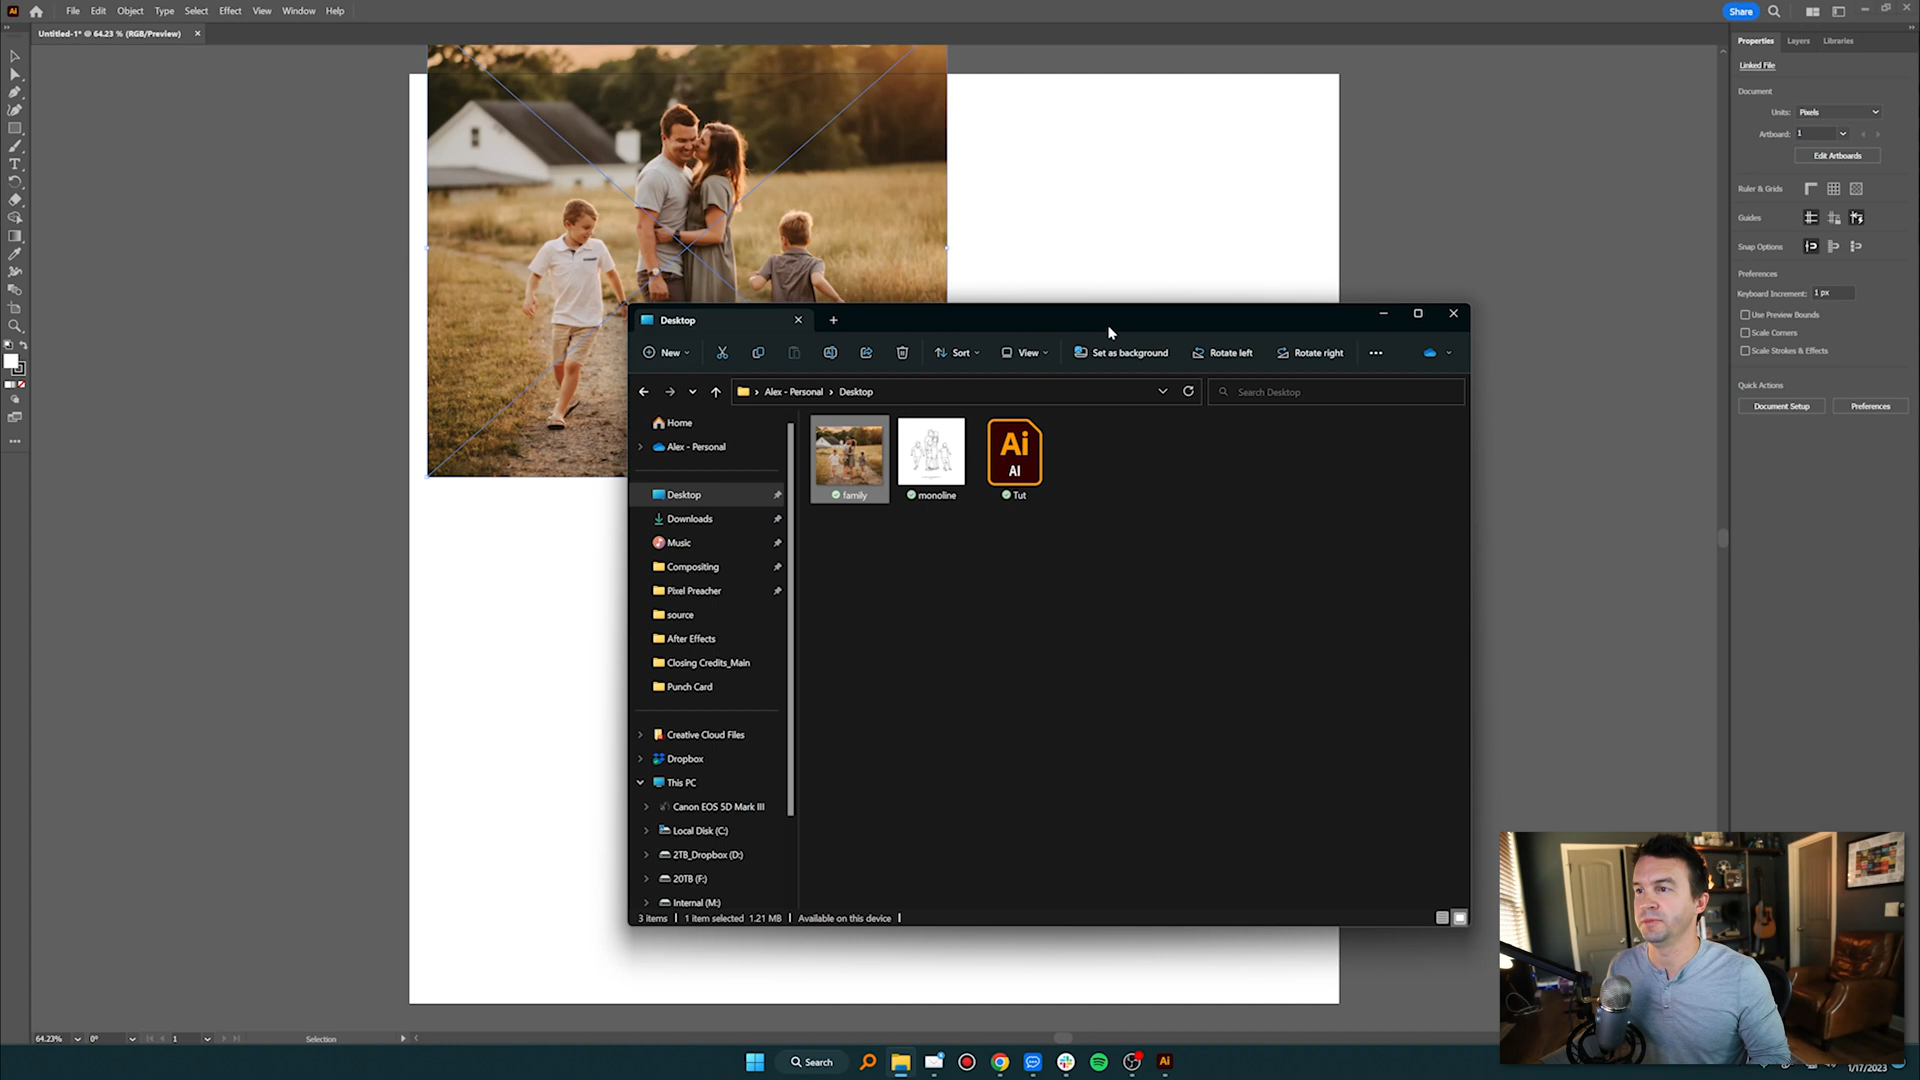 Ai File Edit Object Type Select Effect View Window Help Share
Untitled-1* @ 64.23 % (RGB/Preview) ×
Properties Layers Libraries
Linked File
Document
Units: Pixels
Artboard: 1
Edit Artboards
Ruler & Grids
Guides
Snap Options
Preferences
Keyboard Increment: 1 px
Use Preview Bounds
Scale Corners
Scale Strokes & Effects
Quick Actions
Document Setup Preferences
Desktop
New Sort View Set as background Rotate left Rotate right
Alex - Personal › Desktop Search Desktop
Home
Alex - Personal
Desktop
Downloads
Music
Compositing
Pixel Preacher
source
After Effects
Closing Credits_Main
Punch Card
Creative Cloud Files
Dropbox
This PC
Canon EOS 5D Mark III
Local Disk (C:)
2TB_Dropbox (D:)
20TB (F:)
Internal (M:)
Ai
AI
family monoline Tut
3 items 1 item selected 1.21 MB Available on this device
64.23% 0° 1 Selection
Search
Ai
1/17/2023